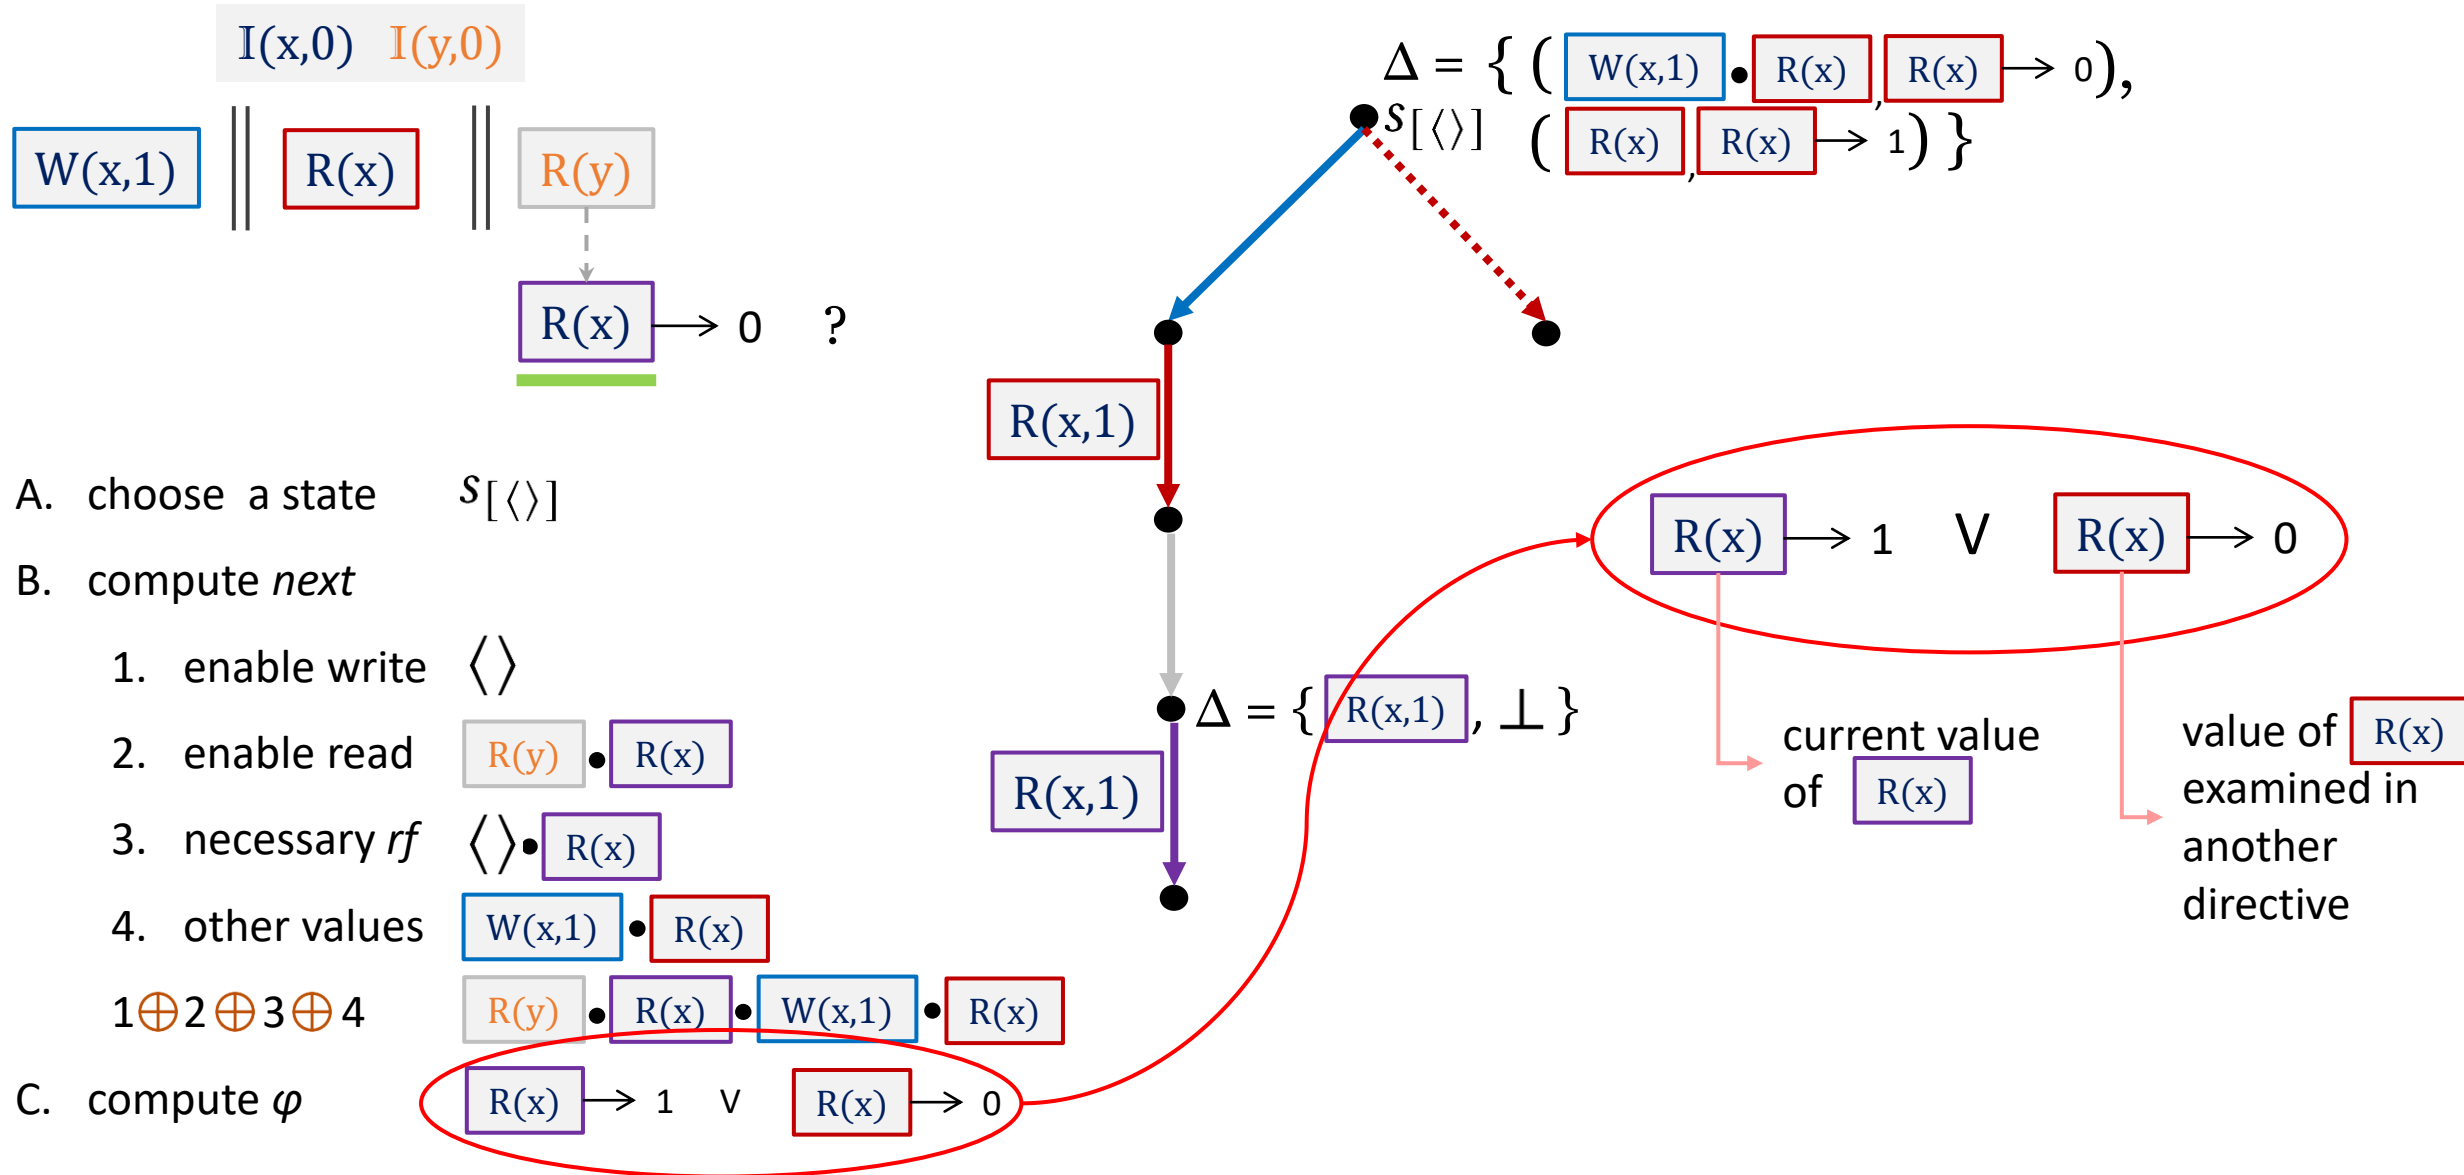 𝕀(x,0) 𝕀(y,0)
W(x,1) || R(x) || R(y)
R(x) → 0 ?
A. choose a state s[⟨⟩]
B. compute next
1. enable write ⟨⟩
2. enable read R(y) • R(x)
3. necessary rf ⟨⟩ • R(x)
4. other values W(x,1) • R(x)
1⊕2⊕3⊕4 R(y) • R(x) • W(x,1) • R(x)
C. compute φ R(x) → 1 V R(x) → 0
Δ = { ( W(x,1) • R(x) , R(x) → 0 ),
s[⟨⟩] ( R(x) , R(x) → 1 ) }
R(x,1)
Δ = { R(x,1) , ⊥ }
R(x,1)
R(x) → 1 V R(x) → 0
current value
of R(x)
value of R(x)
examined in
another
directive